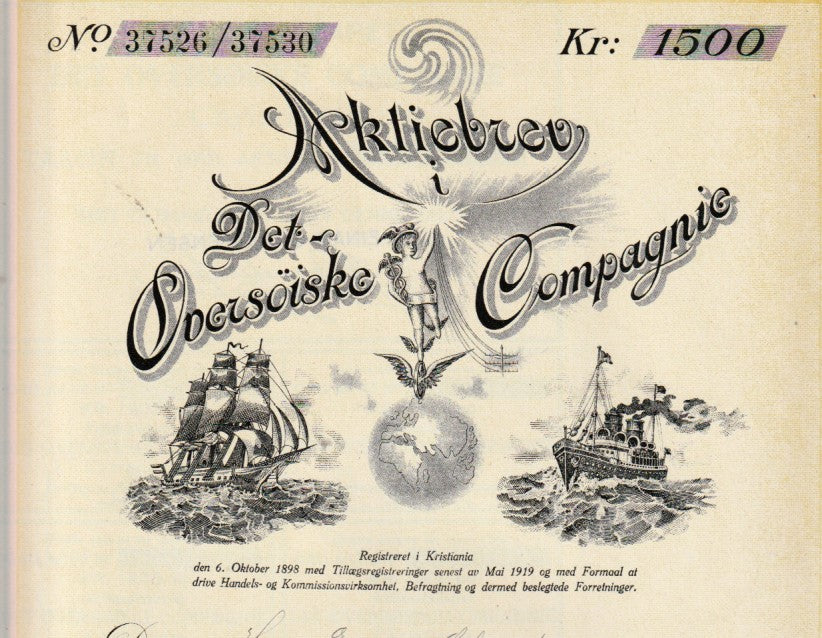 No. 37526/37530
Kr: 1500
Aktiebrev
i
Det
Oversöiske Compagnie
Registreret i Kristiania
den 6. Oktober 1898 med Tillægsregistreringer senest av Mai 1919 og med Formaal at
drive Handels- og Kommissionsvirksomhet, Befragtning og dermed beslegtede Forretninger.